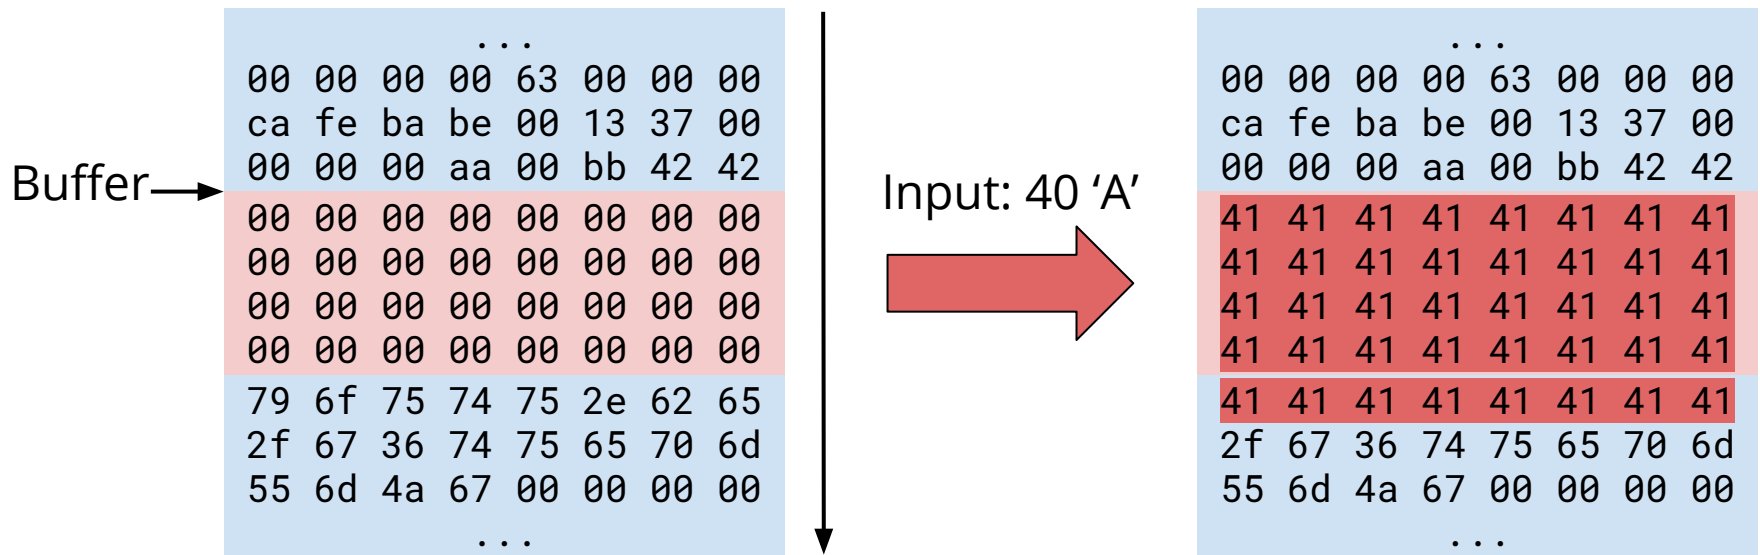 ...
00 00 00 00 63 00 00 00
ca fe ba be 00 13 37 00
00 00 00 aa 00 bb 42 42
Buffer
00 00 00 00 00 00 00 00
00 00 00 00 00 00 00 00
00 00 00 00 00 00 00 00
00 00 00 00 00 00 00 00
79 6f 75 74 75 2e 62 65
2f 67 36 74 75 65 70 6d
55 6d 4a 67 00 00 00 00
...
Input: 40 ‘A’
...
00 00 00 00 63 00 00 00
ca fe ba be 00 13 37 00
00 00 00 aa 00 bb 42 42
41 41 41 41 41 41 41 41
41 41 41 41 41 41 41 41
41 41 41 41 41 41 41 41
41 41 41 41 41 41 41 41
41 41 41 41 41 41 41 41
2f 67 36 74 75 65 70 6d
55 6d 4a 67 00 00 00 00
...